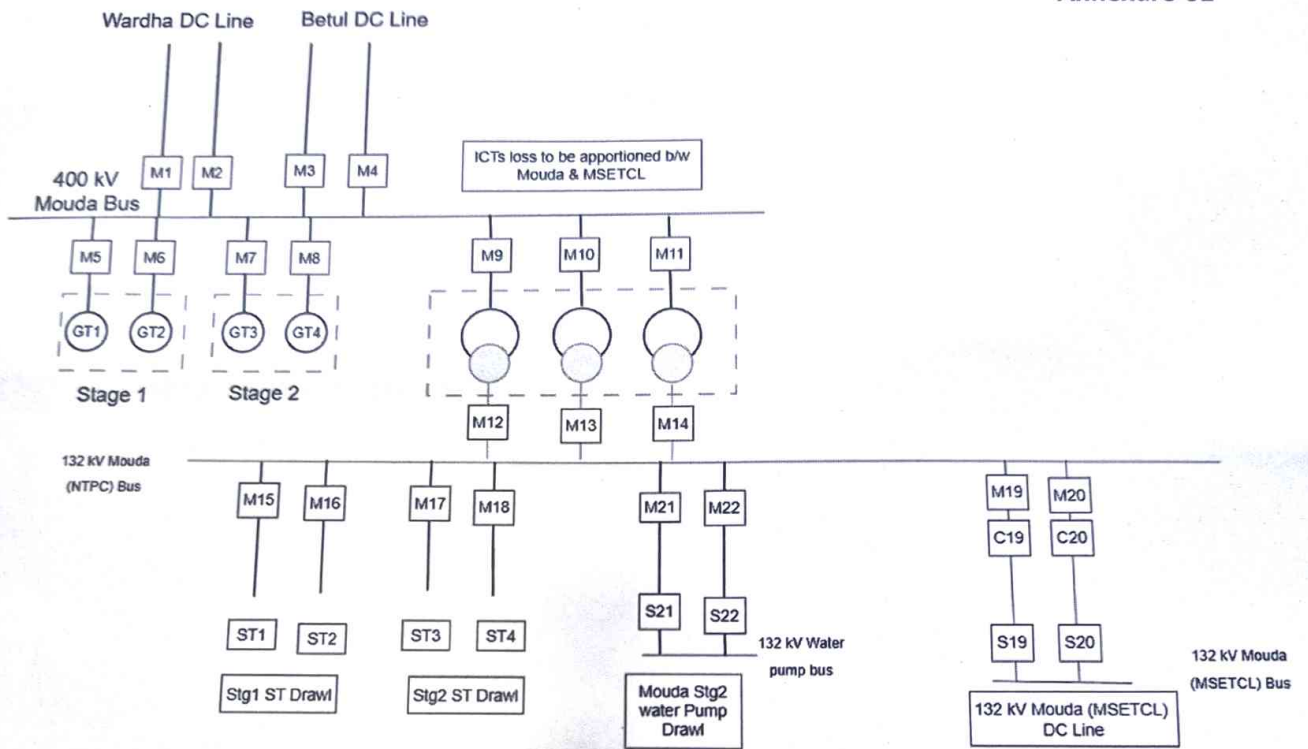 Wardha DC Line
Betul DC Line
M1
M2
M3
M4
ICTs loss to be apportioned b/w
Mouda & MSETCL
400 kV
Mouda Bus
M5
M6
M7
M8
M9
M10
M11
GT1
GT2
GT3
GT4
Stage 1
Stage 2
M12
M13
M14
132 kV Mouda
(NTPC) Bus
M15
M16
M17
M18
M21
M22
M19
M20
C19
C20
ST1
ST2
ST3
ST4
S21
S22
S19
S20
132 kV Water
pump bus
132 kV Mouda
(MSETCL) Bus
Stg1 ST Drawl
Stg2 ST Drawl
Mouda Stg2
water Pump
Drawl
132 kV Mouda (MSETCL)
DC Line